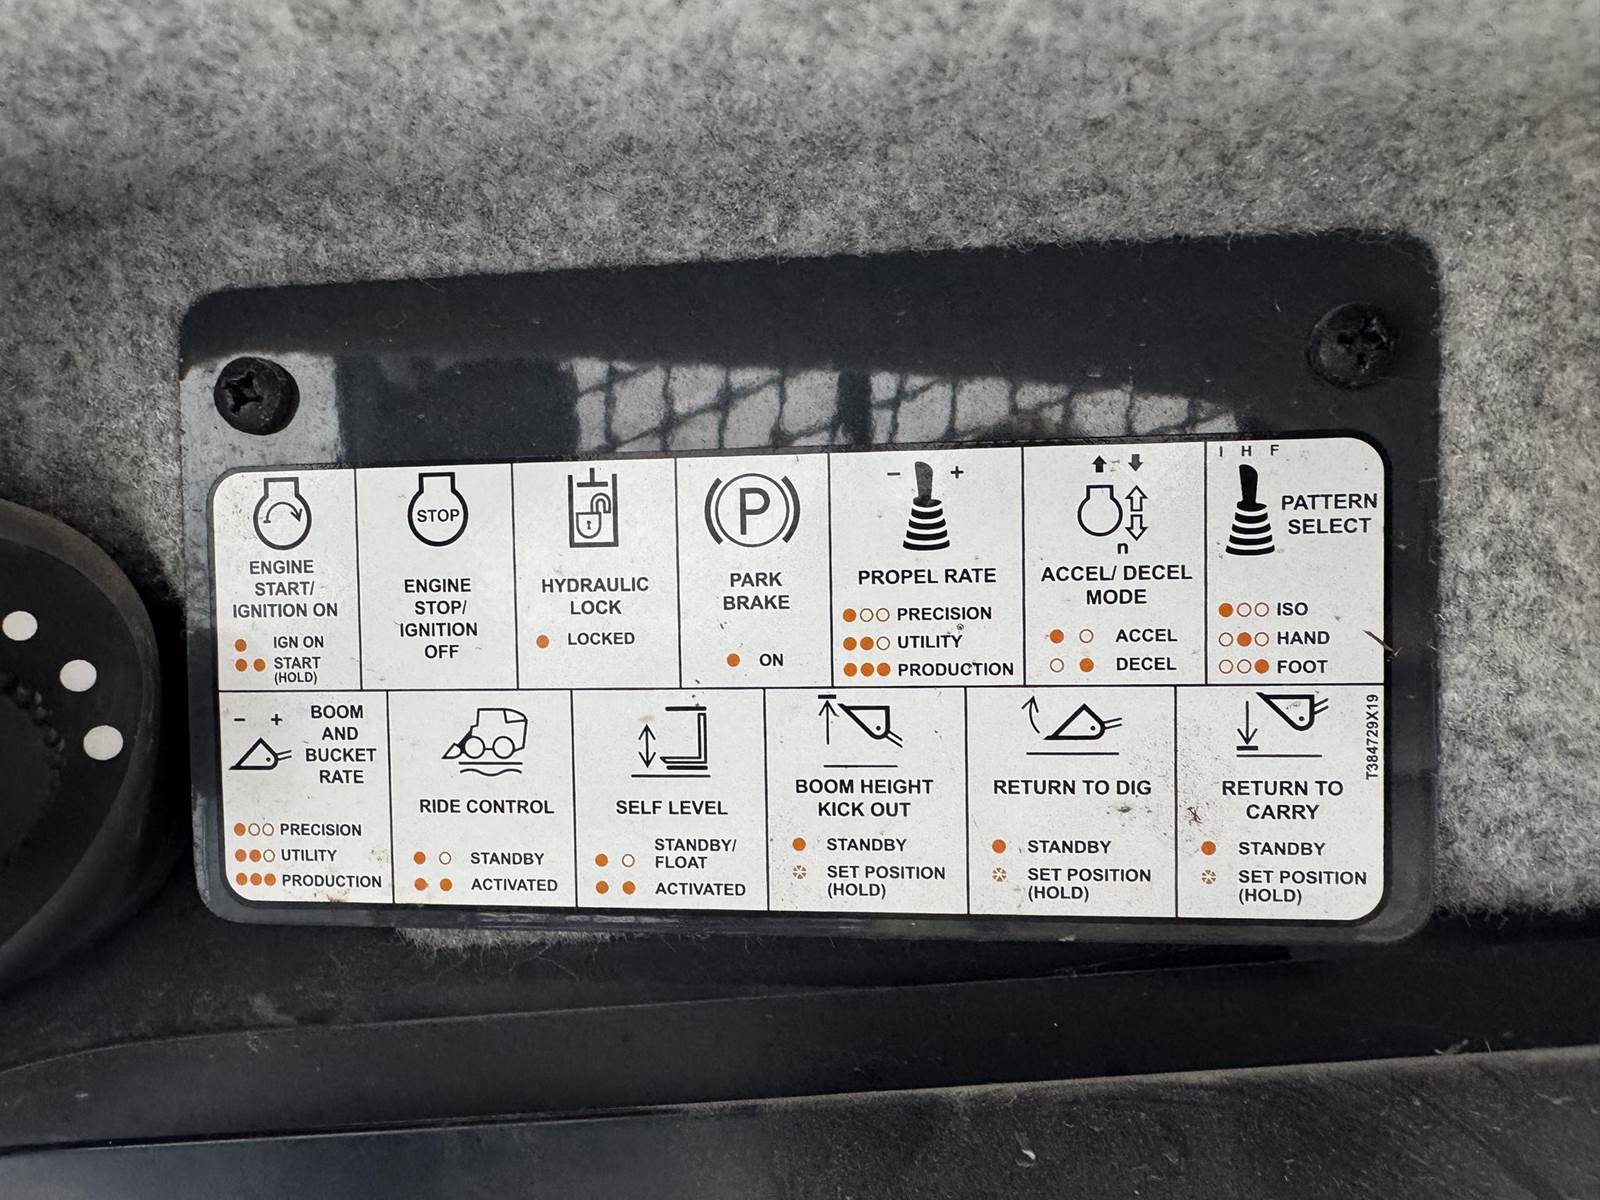 ENGINE
START/
IGNITION ON
IGN ON
START
(HOLD)
STOP
ENGINE
STOP/
IGNITION
OFF
HYDRAULIC
LOCK
LOCKED
P
PARK
BRAKE
ON
- +
PROPEL RATE
PRECISION
UTILITY
PRODUCTION
n
ACCEL/ DECEL
MODE
ACCEL
DECEL
I H F
PATTERN
SELECT
ISO
HAND
FOOT
- +
BOOM
AND
BUCKET
RATE
PRECISION
UTILITY
PRODUCTION
RIDE CONTROL
STANDBY
ACTIVATED
SELF LEVEL
STANDBY/
FLOAT
ACTIVATED
BOOM HEIGHT
KICK OUT
STANDBY
SET POSITION
(HOLD)
RETURN TO DIG
STANDBY
SET POSITION
(HOLD)
RETURN TO
CARRY
STANDBY
SET POSITION
(HOLD)
T384729X19